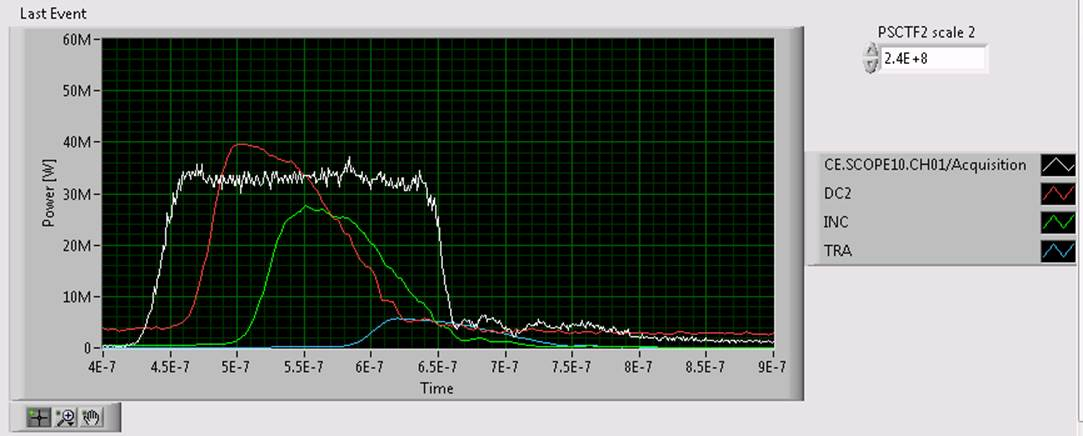 Last Event
60M
50M
40M
30M
20M
10M
0
Power [W]
4E-7 4.5E-7 5E-7 5.5E-7 6E-7 6.5E-7 7E-7 7.5E-7 8E-7 8.5E-7 9E-7
Time
PSCTF2 scale 2
2.4E+8
CE.SCOPE10.CH01/Acquisition
DC2
INC
TRA